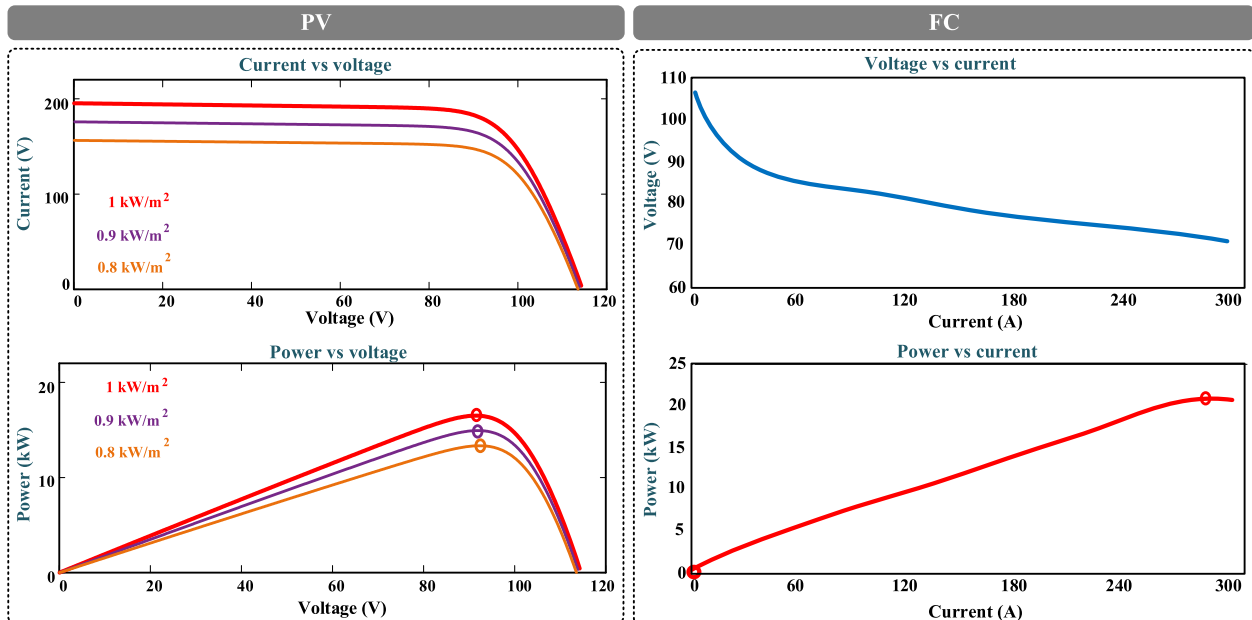 PV
Current vs voltage
Current (V)
200
100
0
1 kW/m²
0.9 kW/m²
0.8 kW/m²
20 40 60 80 100 120
Voltage (V)
Power vs voltage
Power (kW)
20
10
0
1 kW/m²
0.9 kW/m²
0.8 kW/m²
0 20 40 60 80 100 120
Voltage (V)
FC
Voltage vs current
Voltage (V)
110
100
90
80
70
60
0 60 120 180 240 300
Current (A)
Power vs current
Power (kW)
25
20
15
10
5
0
0 60 120 180 240 300
Current (A)